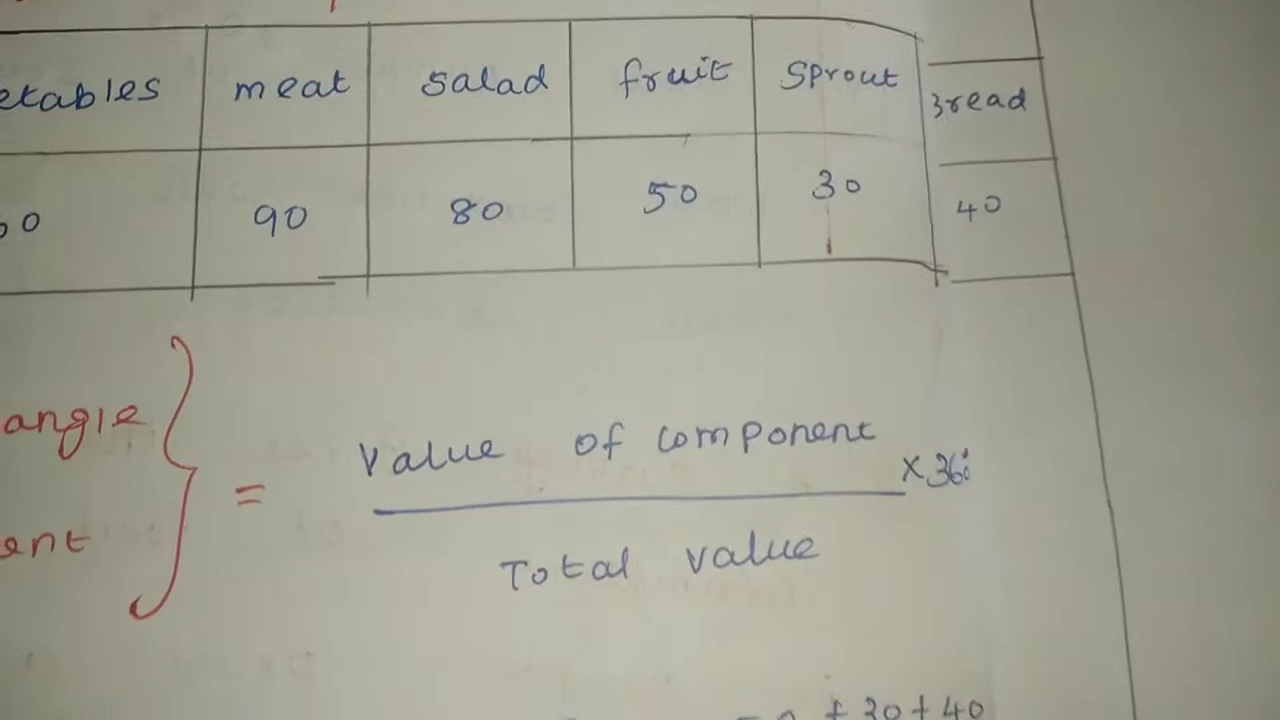 etables meat salad fruit Sprout Bread
0 90 80 50 30 40
angle
Value of component
= × 360°
ent
Total value
+ 30 + 40